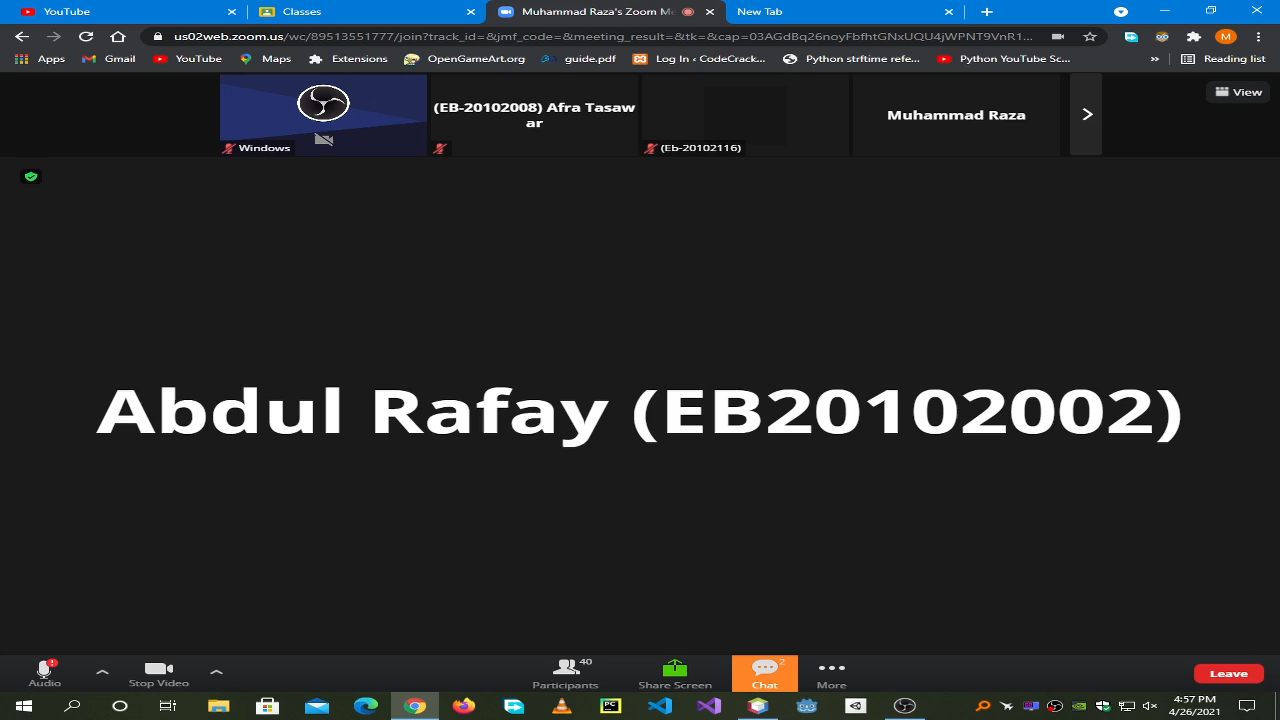 YouTube
Classes
Muhammad Raza's Zoom Me
New Tab
us02web.zoom.us/wc/89513551777/join?track_id=&jmf_code=&meeting_result=&tk=&cap=03AGdBq26noyFbfhtGNxUQU4jWPNT9VnR1...
M
Apps
Gmail
YouTube
Maps
Extensions
OpenGameArt.org
guide.pdf
Log In ‹ CodeCrack...
Python strftime refe...
Python YouTube Sc...
»
Reading list
(EB-20102008) Afra Tasaw
ar
Muhammad Raza
View
Windows
(Eb-20102116)
Abdul Rafay (EB20102002)
Audio
Stop Video
40
Participants
Share Screen
2
Chat
More
Leave
PC
4:57 PM
4/26/2021